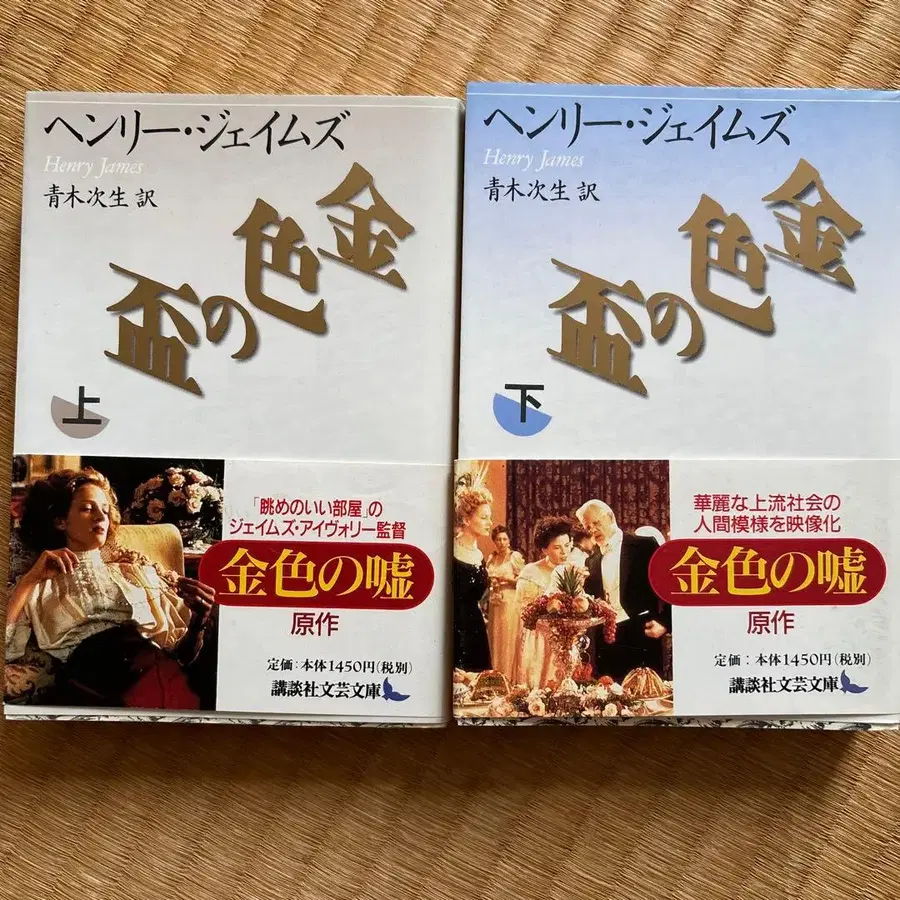 ヘンリー・ジェイムズ
Henry James
青木次生 訳
金色の盃
上
「眺めのいい部屋」の
ジェイムズ・アイヴォリー監督
金色の嘘
原作
定価:本体1450円(税別)
講談社文芸文庫
ヘンリー・ジェイムズ
Henry James
青木次生 訳
金色の盃
下
華麗な上流社会の
人間模様を映像化
金色の嘘
原作
定価:本体1450円(税別)
講談社文芸文庫